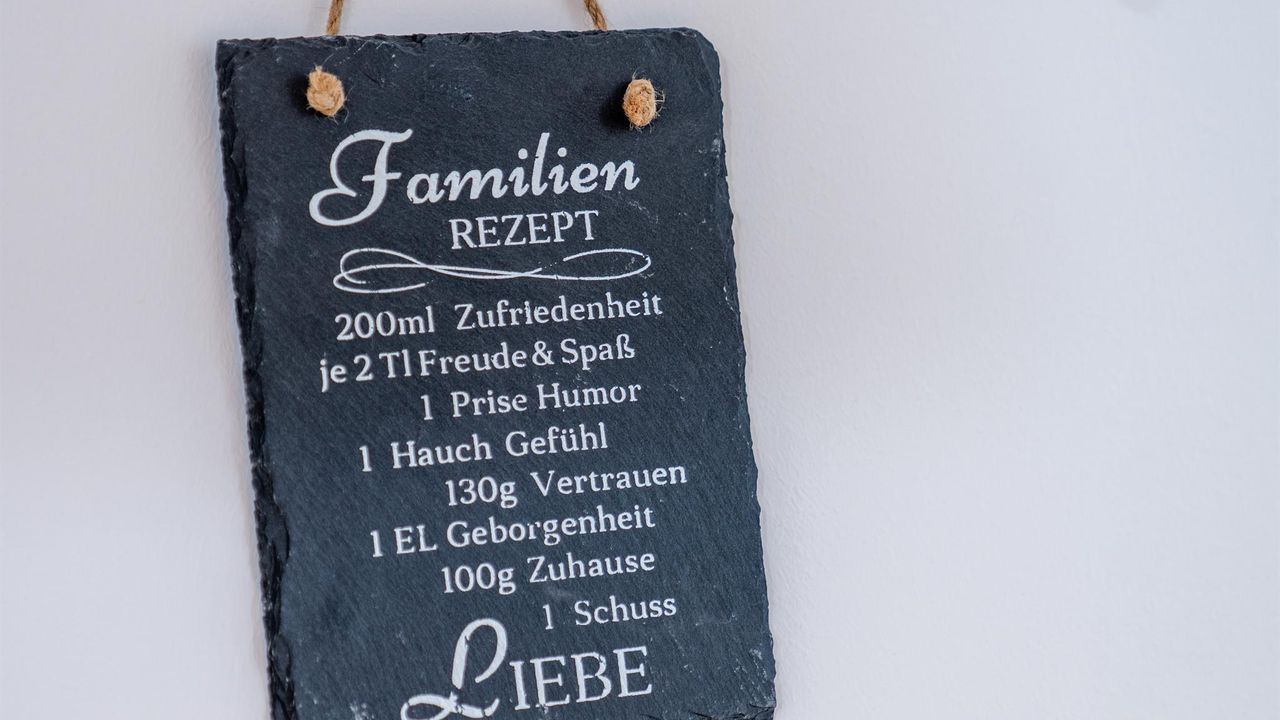 Familien
REZEPT
200ml Zufriedenheit
je 2 Tl Freude & Spaß
1 Prise Humor
1 Hauch Gefühl
130g Vertrauen
1 EL Geborgenheit
100g Zuhause
1 Schuss
LIEBE